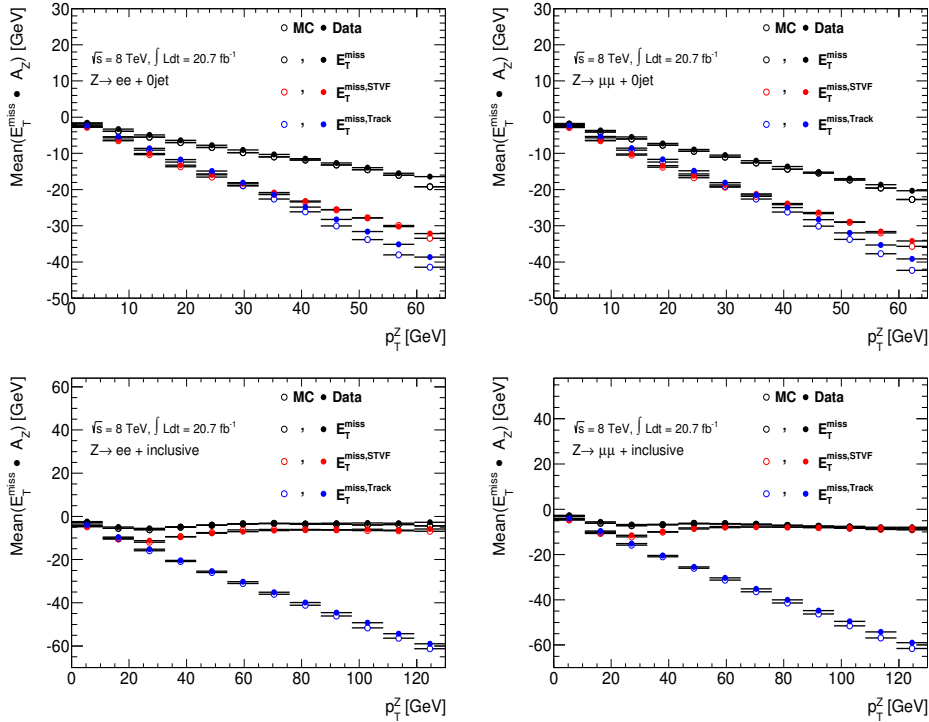 Mean(E_T^miss • A_Z) [GeV]
30
20
10
0
-10
-20
-30
-40
-50
○ MC ● Data
√s = 8 TeV, ∫ Ldt = 20.7 fb⁻¹
Z→ ee + 0jet
○ , ● E_T^miss
○ , ● E_T^miss,STVF
○ , ● E_T^miss,Track
0 10 20 30 40 50 60
p_T^Z [GeV]
Mean(E_T^miss • A_Z) [GeV]
30
20
10
0
-10
-20
-30
-40
-50
○ MC ● Data
√s = 8 TeV, ∫ Ldt = 20.7 fb⁻¹
Z→ μμ + 0jet
○ , ● E_T^miss
○ , ● E_T^miss,STVF
○ , ● E_T^miss,Track
0 10 20 30 40 50 60
p_T^Z [GeV]
Mean(E_T^miss • A_Z) [GeV]
60
40
20
0
-20
-40
-60
○ MC ● Data
√s = 8 TeV, ∫ Ldt = 20.7 fb⁻¹
Z→ ee + inclusive
○ , ● E_T^miss
○ , ● E_T^miss,STVF
○ , ● E_T^miss,Track
0 20 40 60 80 100 120
p_T^Z [GeV]
Mean(E_T^miss • A_Z) [GeV]
40
20
0
-20
-40
-60
○ MC ● Data
√s = 8 TeV, ∫ Ldt = 20.7 fb⁻¹
Z→ μμ + inclusive
○ , ● E_T^miss
○ , ● E_T^miss,STVF
○ , ● E_T^miss,Track
0 20 40 60 80 100 120
p_T^Z [GeV]